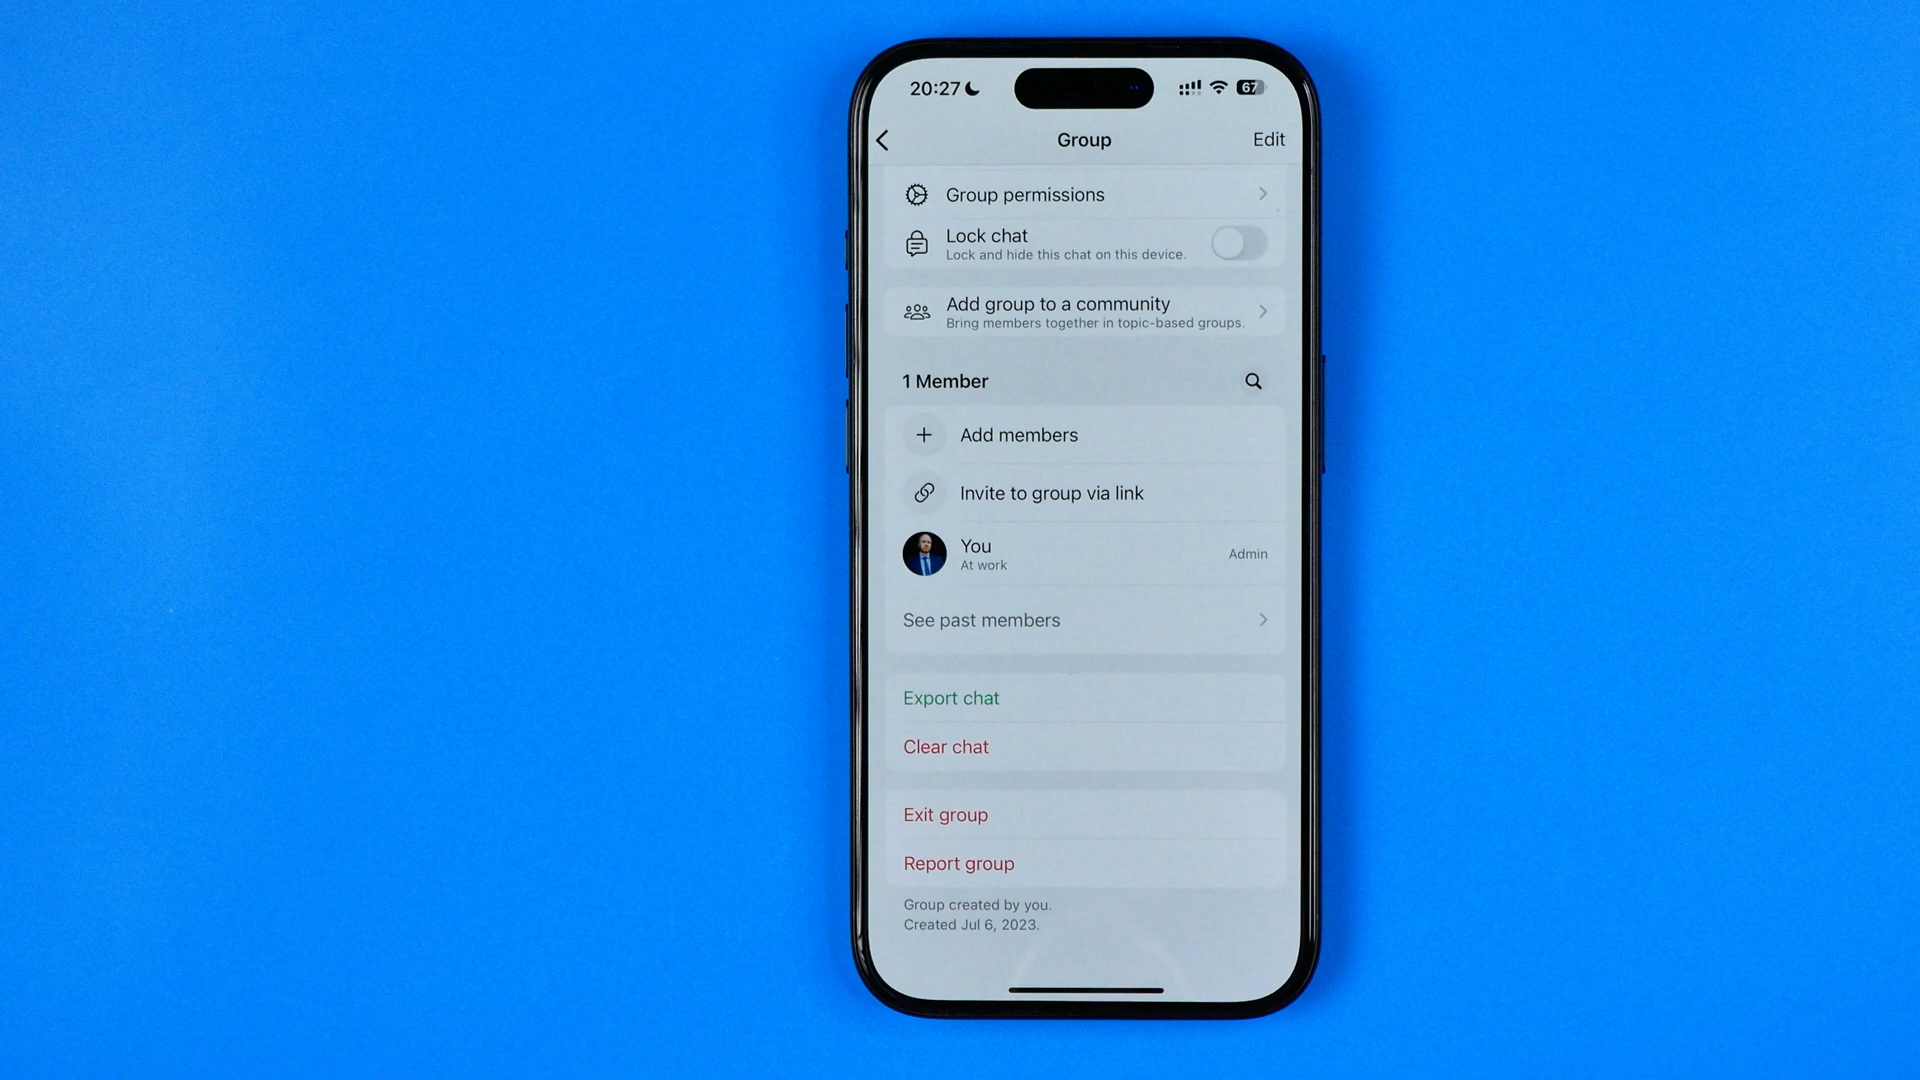 20:27
67
Group
Edit
Group permissions
Lock chat
Lock and hide this chat on this device.
Add group to a community
Bring members together in topic-based groups.
1 Member
Add members
Invite to group via link
You
At work
Admin
See past members
Export chat
Clear chat
Exit group
Report group
Group created by you.
Created Jul 6, 2023.